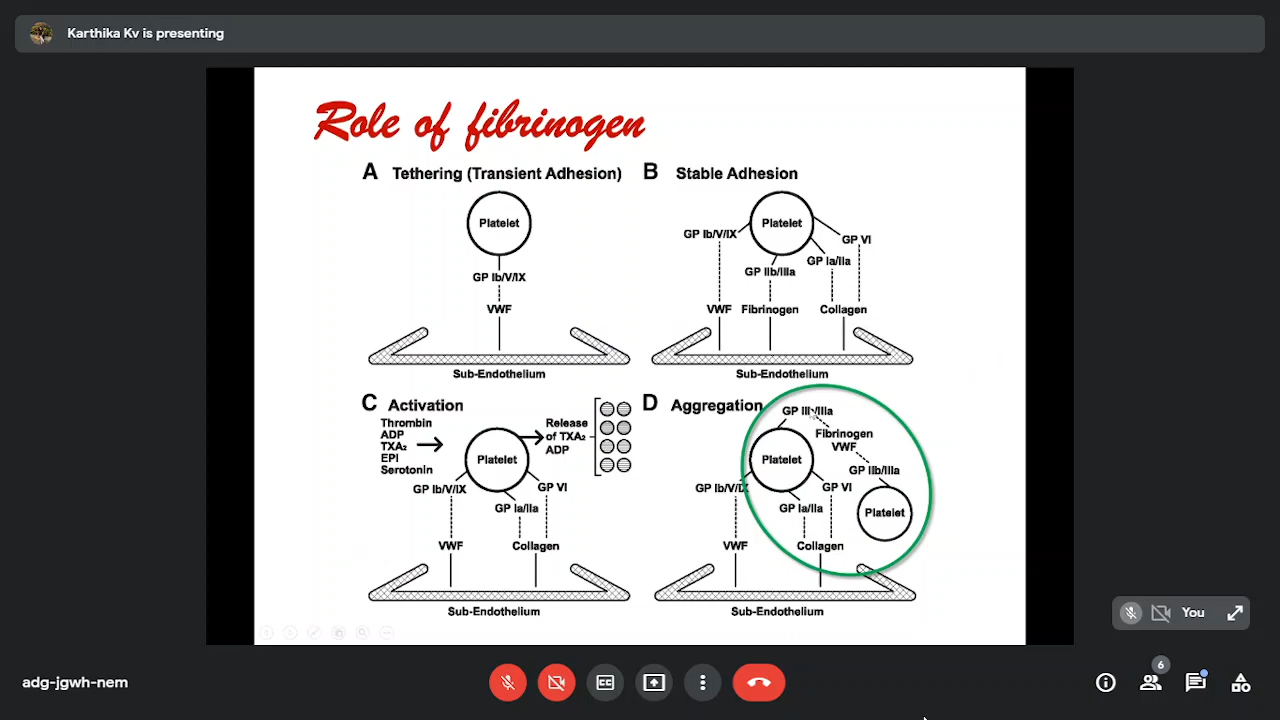 Karthika Kv is presenting
Role of fibrinogen
A Tethering (Transient Adhesion)
Platelet
GP Ib/V/IX
VWF
Sub-Endothelium
B Stable Adhesion
Platelet
GP Ib/V/IX
GP VI
GP Ia/IIa
GP IIb/IIIa
VWF Fibrinogen Collagen
Sub-Endothelium
C Activation
Thrombin
ADP
TXA₂
EPI
Serotonin
Platelet
Release
of TXA₂
ADP
GP Ib/V/IX
GP VI
GP Ia/IIa
VWF Collagen
Sub-Endothelium
D Aggregation
Fibrinogen
VWF
GP IIb/IIIa
Platelet
GP Ib/V/IX
GP VI
GP Ia/IIa
Platelet
VWF Collagen
Sub-Endothelium
You
adg-jgwh-nem
CC
6